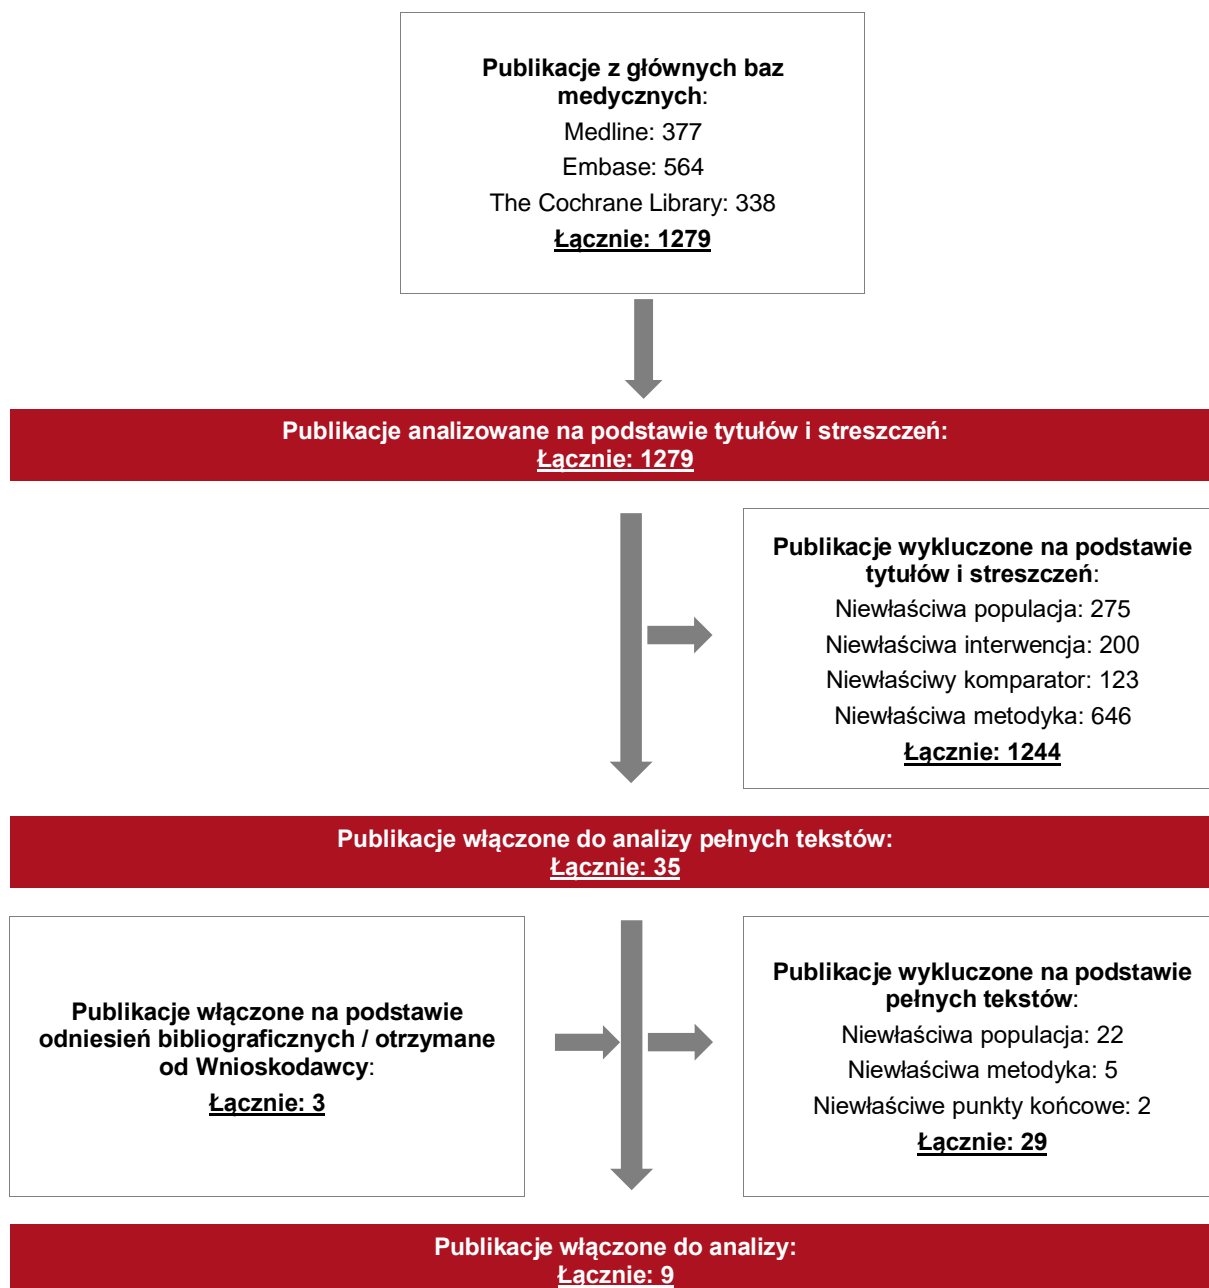 Publikacje z głównych baz
medycznych:
Medline: 377
Embase: 564
The Cochrane Library: 338
Łącznie: 1279
Publikacje analizowane na podstawie tytułów i streszczeń:
Łącznie: 1279
Publikacje wykluczone na podstawie
tytułów i streszczeń:
Niewłaściwa populacja: 275
Niewłaściwa interwencja: 200
Niewłaściwy komparator: 123
Niewłaściwa metodyka: 646
Łącznie: 1244
Publikacje włączone do analizy pełnych tekstów:
Łącznie: 35
Publikacje włączone na podstawie
odniesień bibliograficznych / otrzymane
od Wnioskodawcy:
Łącznie: 3
Publikacje wykluczone na podstawie
pełnych tekstów:
Niewłaściwa populacja: 22
Niewłaściwa metodyka: 5
Niewłaściwe punkty końcowe: 2
Łącznie: 29
Publikacje włączone do analizy:
Łącznie: 9